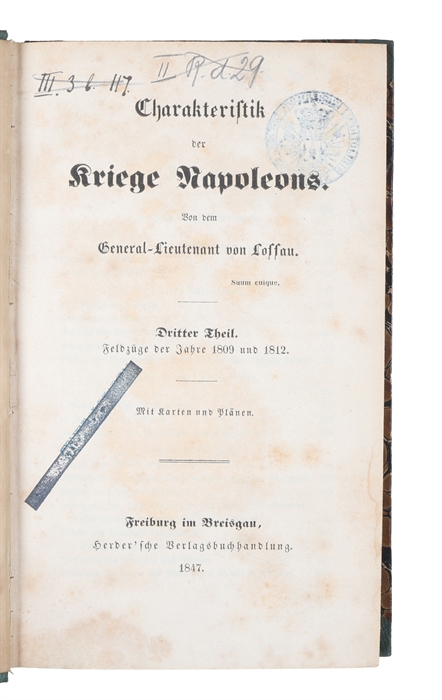 III. 3 b. 117.
II R. d. 29.
Charakteriſtik
der
Kriege Napoleons.
Von dem
General-Lieutenant von Loſſau.
Suum cuique.
Dritter Theil.
Feldzüge der Jahre 1809 und 1812.
Mit Karten und Plänen.
Freiburg im Breisgau,
Herder'ſche Verlagsbuchhandlung.
1847.